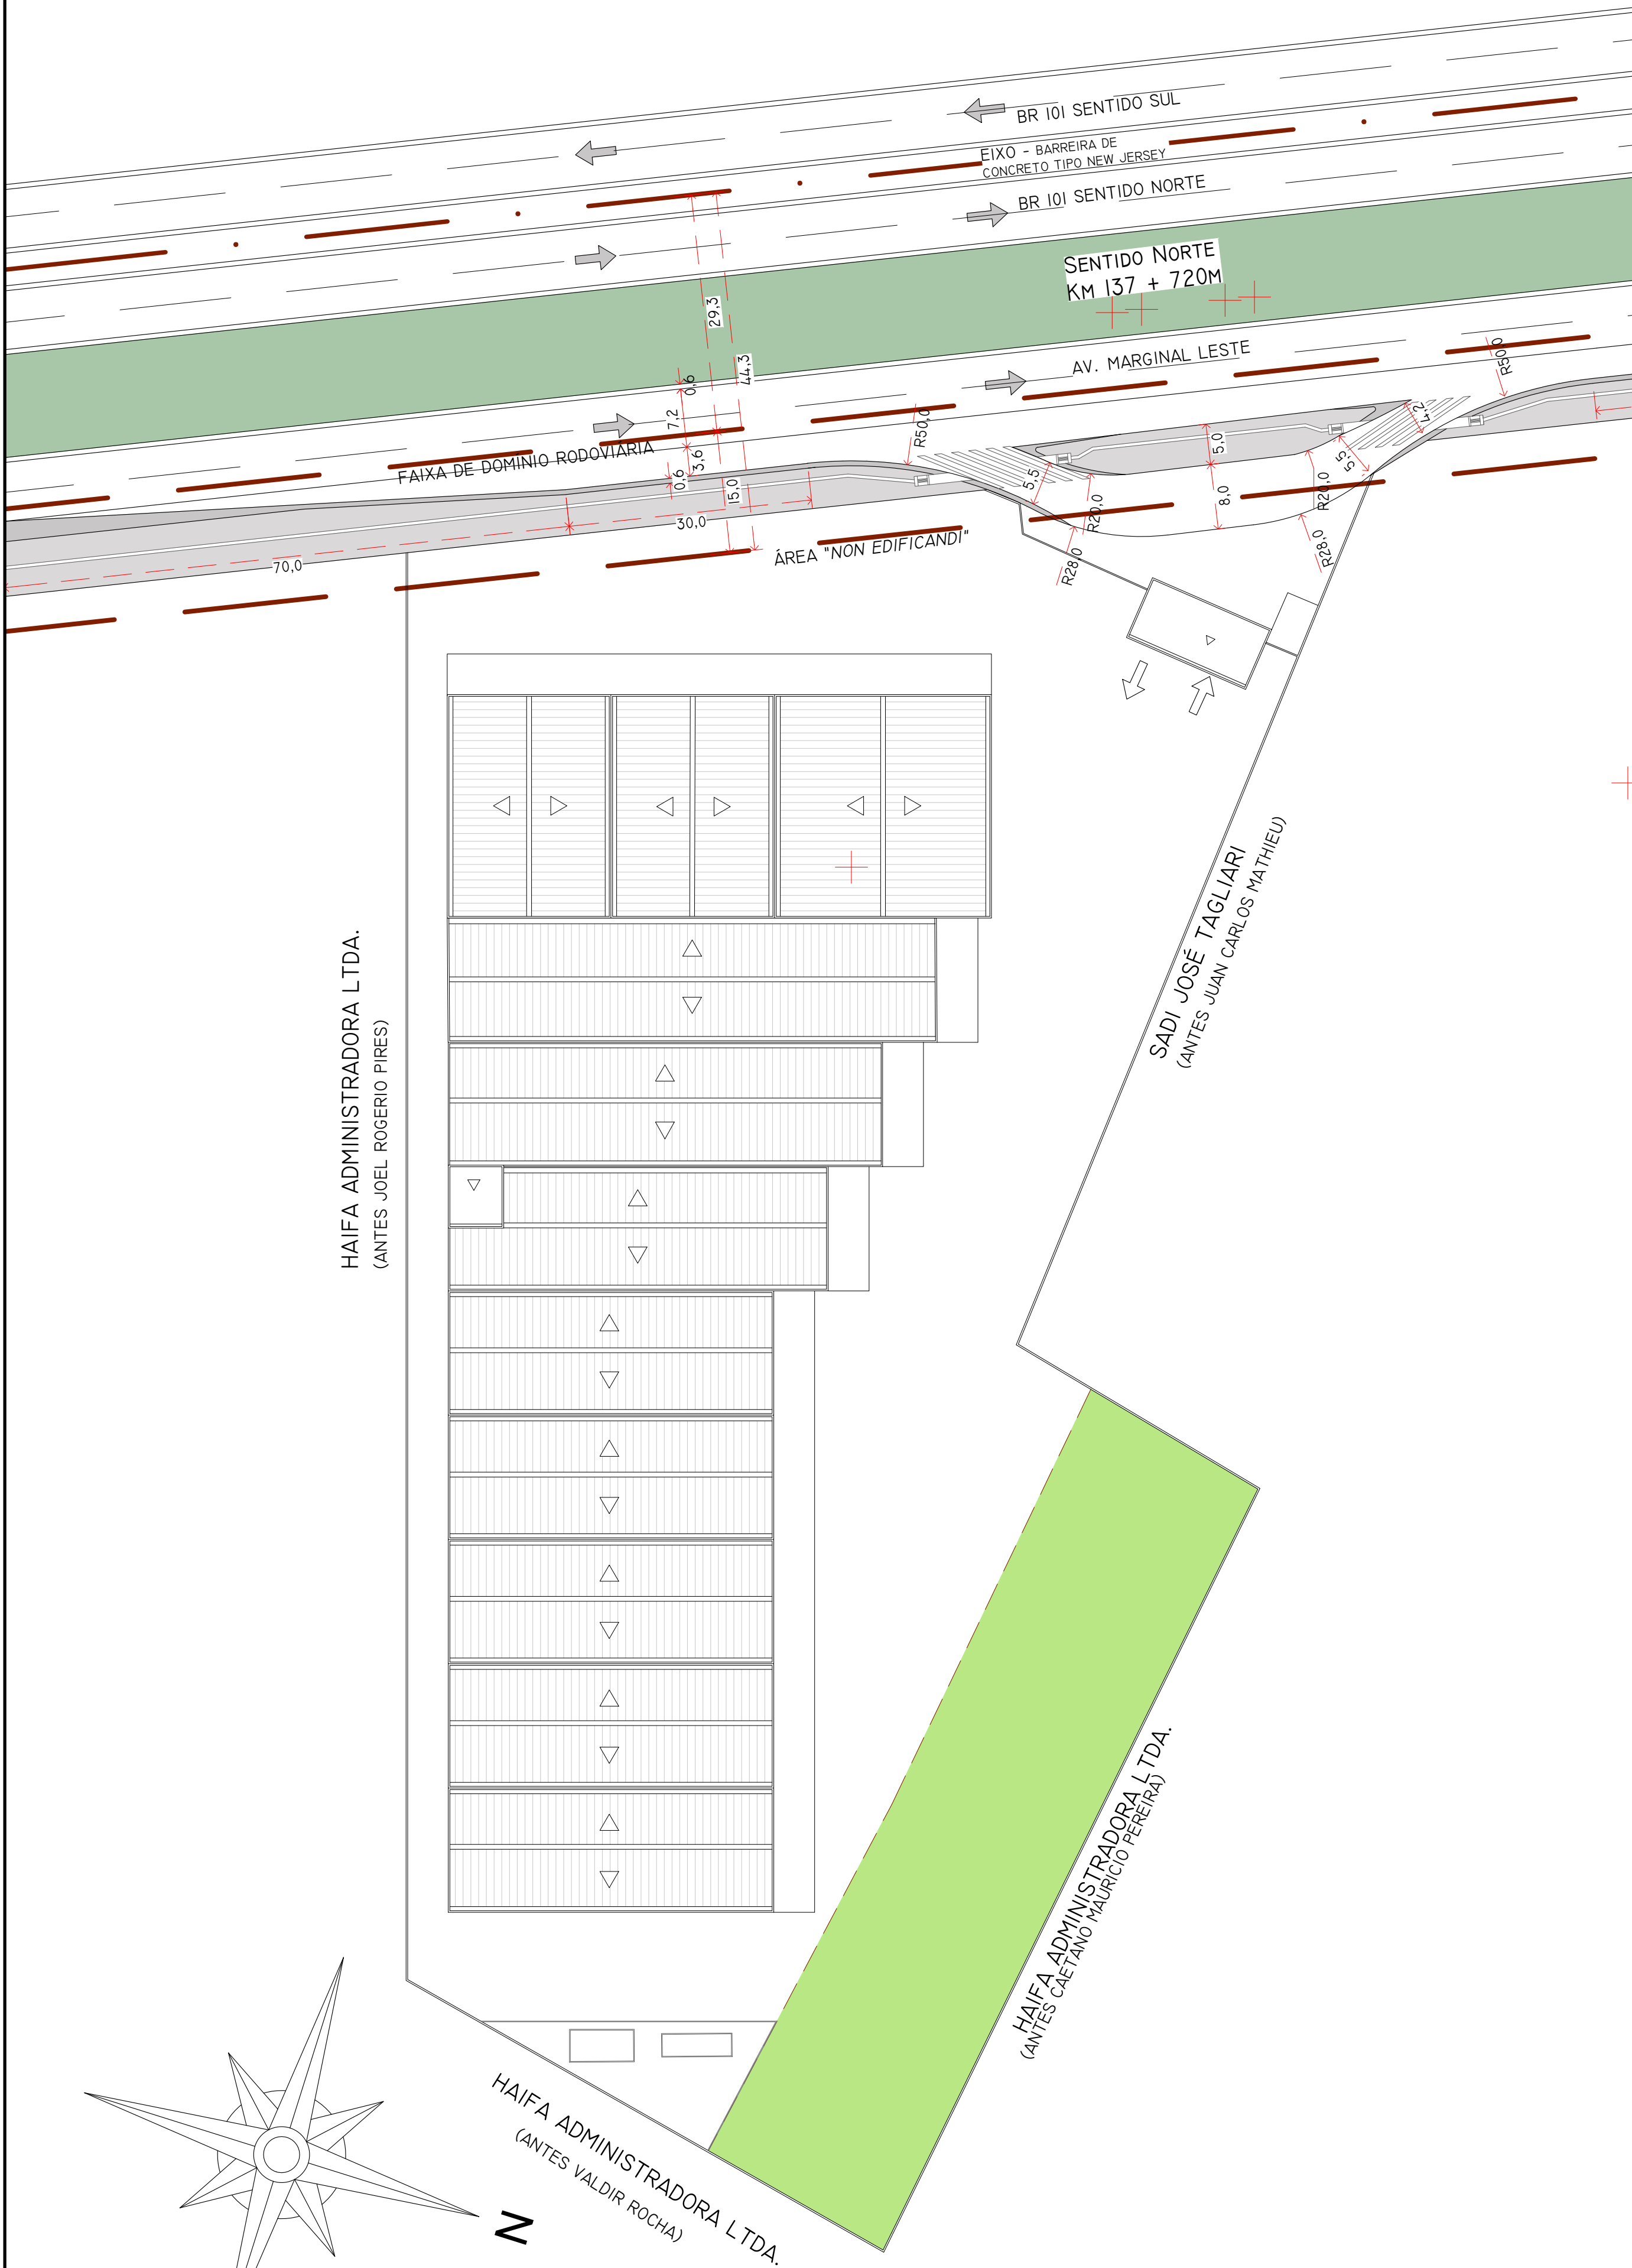 BR 101 SENTIDO SUL
EIXO - BARREIRA DE
CONCRETO TIPO NEW JERSEY
BR 101 SENTIDO NORTE
SENTIDO NORTE
KM 137 + 720M
29,3
44,3
0,6
7,2
AV. MARGINAL LESTE
R50,0
R50,0
4,2
5,0
5,5
5,5
FAIXA DE DOMÍNIO RODOVIÁRIA
3,6
0,6
15,0
30,0
70,0
8,0
R20,0
R20,0
R28,0
R28,0
ÁREA "NON EDIFICANDI"
SADI JOSÉ TAGLIARI
(ANTES JUAN CARLOS MATHIEU)
HAIFA ADMINISTRADORA LTDA.
(ANTES JOEL ROGERIO PIRES)
HAIFA ADMINISTRADORA LTDA.
(ANTES CAETANO MAURICIO PEREIRA)
HAIFA ADMINISTRADORA LTDA.
(ANTES VALDIR ROCHA)
N